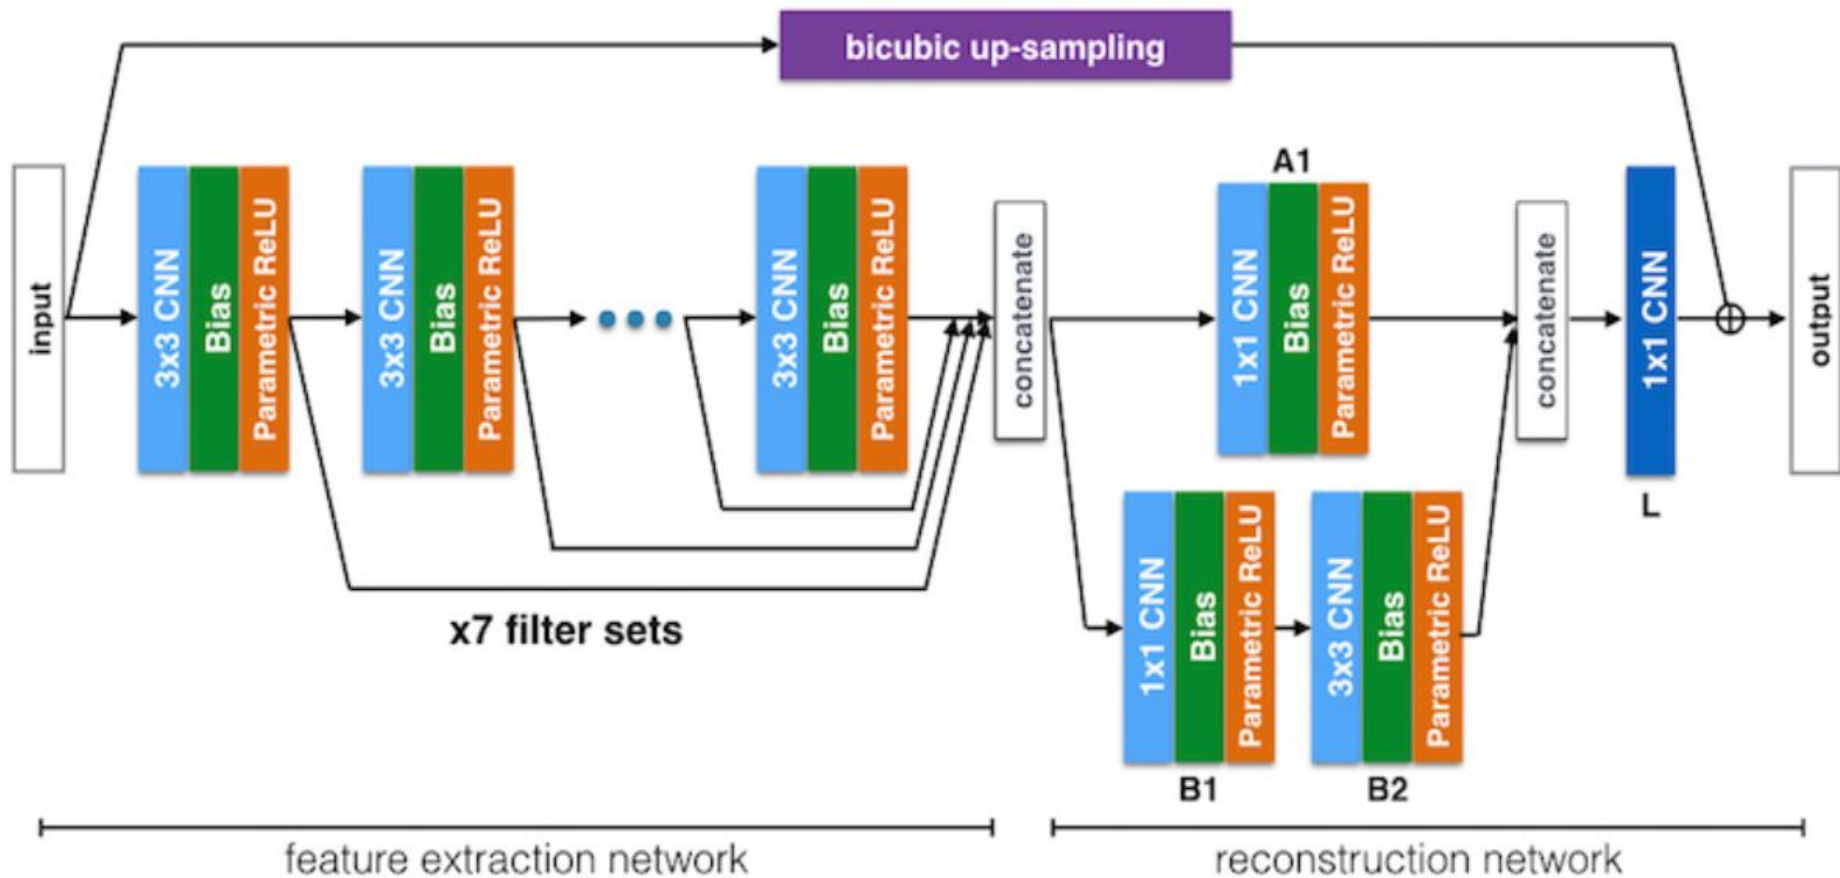 bicubic up-sampling
input
3x3 CNN
Bias
Parametric ReLU
3x3 CNN
Bias
Parametric ReLU
3x3 CNN
Bias
Parametric ReLU
concatenate
A1
1x1 CNN
Bias
Parametric ReLU
concatenate
1x1 CNN
L
output
x7 filter sets
1x1 CNN
Bias
Parametric ReLU
B1
3x3 CNN
Bias
Parametric ReLU
B2
feature extraction network
reconstruction network